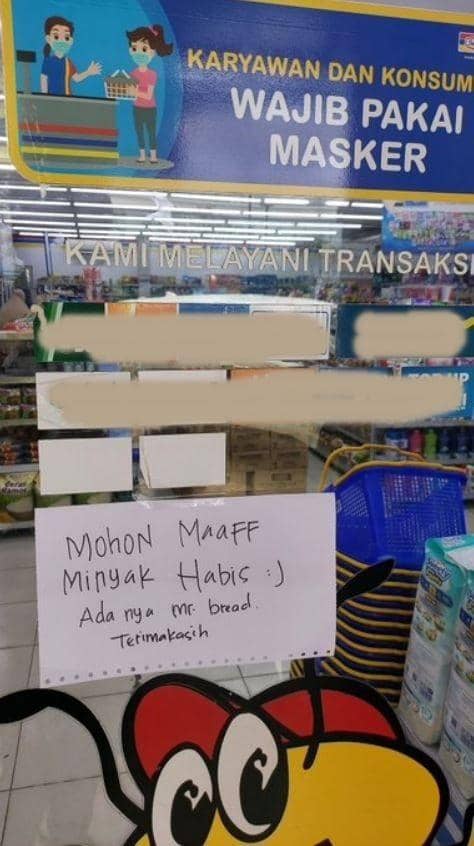 KARYAWAN DAN KONSUM
WAJIB PAKAI
MASKER
KAMI MELAYANI TRANSAKSI
MOHON MAAFF
MINYAK HABIS :)
Ada nya mr. bread.
Terimakasih